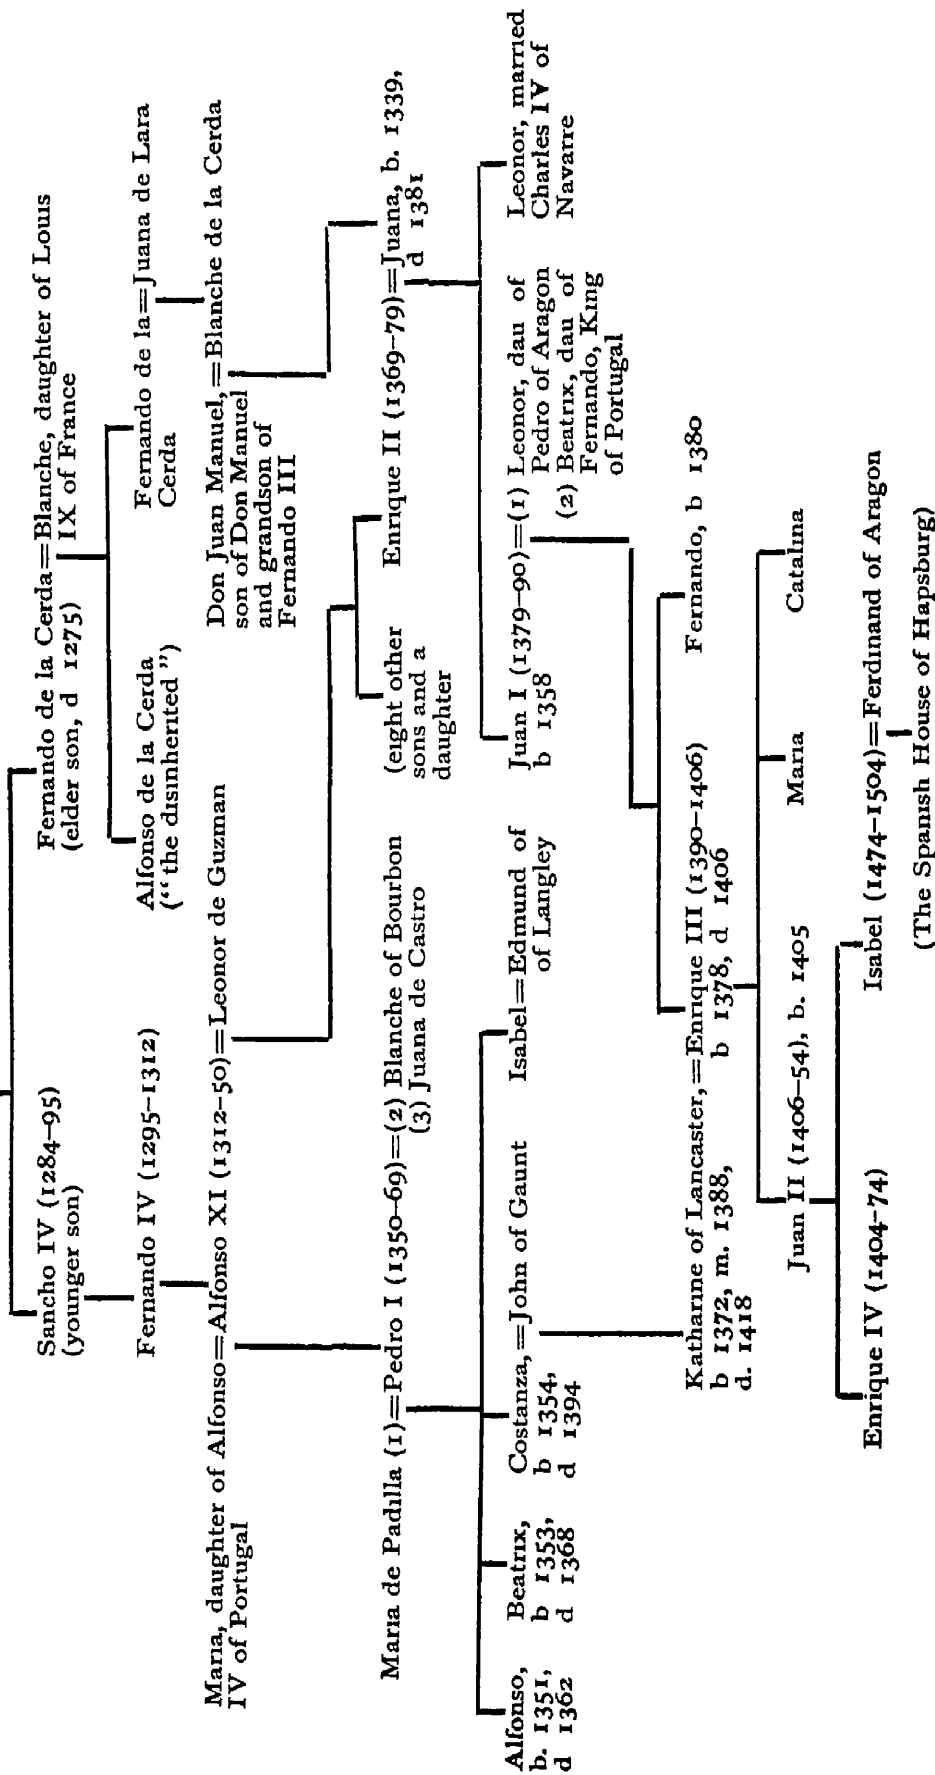 Sancho IV (1284–95)
(younger son)
Fernando de la Cerda=Blanche, daughter of Louis
(elder son, d 1275)
IX of France
Fernando IV (1295–1312)
Alfonso de la Cerda
(“the disinherited”)
Fernando de la=Juana de Lara
Cerda
Maria, daughter of Alfonso=Alfonso XI (1312–50)=Leonor de Guzman
IV of Portugal
Don Juan Manuel,=Blanche de la Cerda
son of Don Manuel
and grandson of
Fernando III
Maria de Padilla (1)=Pedro I (1350–69)=(2) Blanche of Bourbon
(3) Juana de Castro
(eight other
sons and a
daughter
Enrique II (1369–79)=Juana, b. 1339,
d 1381
Alfonso,
b. 1351,
d 1362
Beatrix,
b 1353,
d 1368
Costanza,=John of Gaunt
b 1354,
d 1394
Isabel=Edmund of
of Langley
Juan I (1379–90)=(1) Leonor, dau of
b 1358
Pedro of Aragon
(2) Beatrix, dau of
Fernando, King
of Portugal
Leonor, married
Charles IV of
Navarre
Katharine of Lancaster,=Enrique III (1390–1406)
b 1372, m. 1388,
b 1378, d 1406
d. 1418
Fernando, b 1380
Juan II (1406–54), b. 1405
Maria
Catalina
Enrique IV (1404–74)
Isabel (1474–1504)=Ferdinand of Aragon
(The Spanish House of Hapsburg)